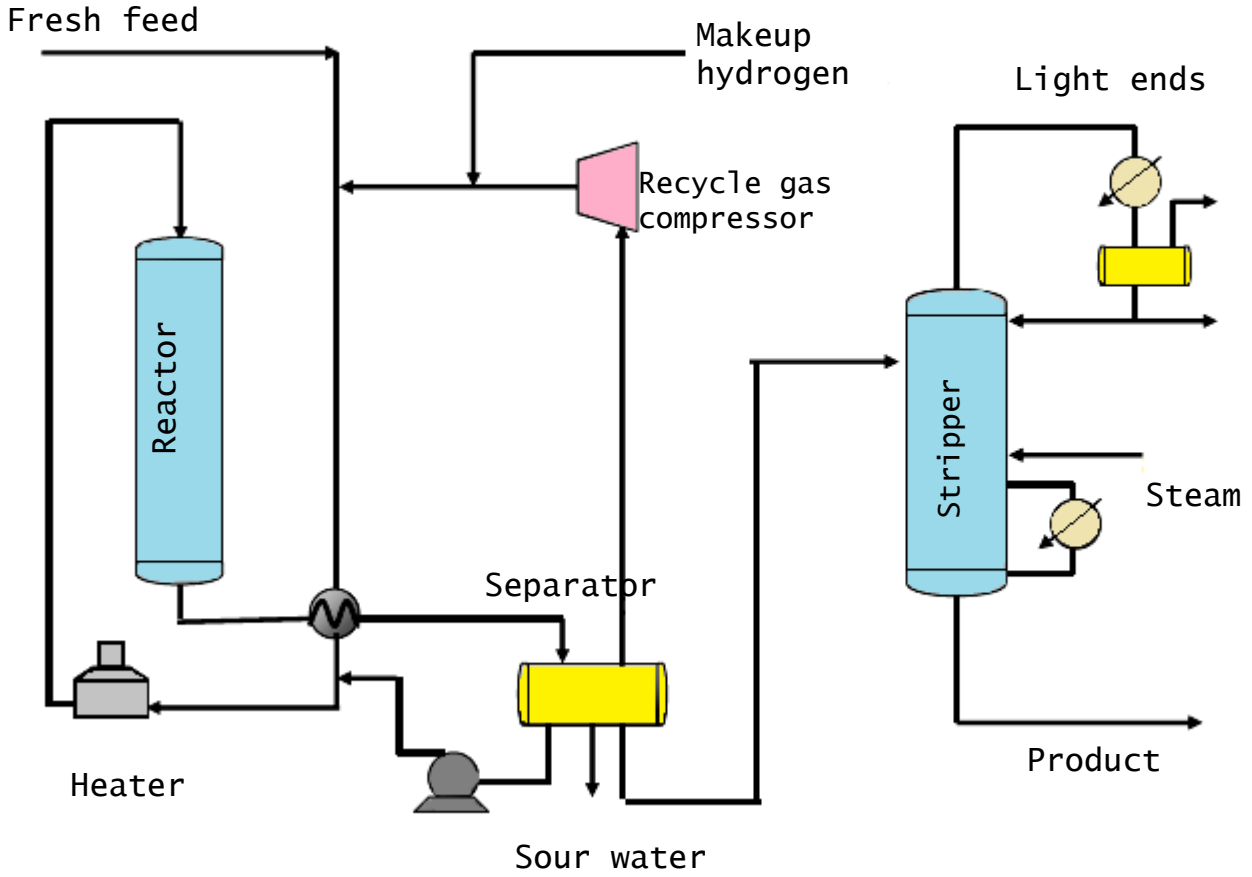 Fresh feed
Makeup
hydrogen
Light ends
Recycle gas
compressor
Reactor
Stripper
Steam
Separator
Heater
Product
Sour water